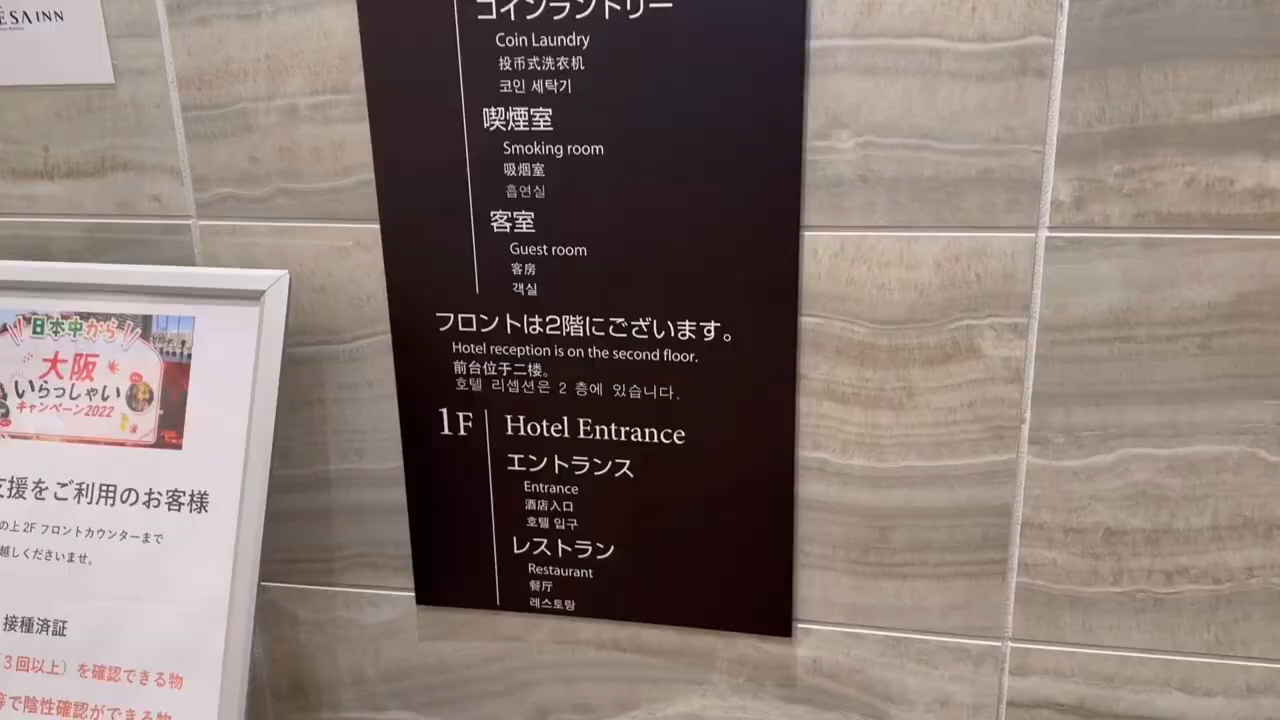 ESA INN
コインランドリー
Coin Laundry
投币式洗衣机
코인 세탁기
喫煙室
Smoking room
吸烟室
흡연실
客室
Guest room
客房
객실
フロントは2階にございます。
Hotel reception is on the second floor.
前台位于二楼。
호텔 리셉션은 2 층에 있습니다.
1F Hotel Entrance
エントランス
Entrance
酒店入口
호텔 입구
レストラン
Restaurant
餐厅
레스토랑
日本中から
大阪
いらっしゃい
キャンペーン2022
支援をご利用のお客様
の上 2F フロントカウンターまで
越しくださいませ。
接種済証
(3回以上)を確認できる物
等で陰性確認ができる物